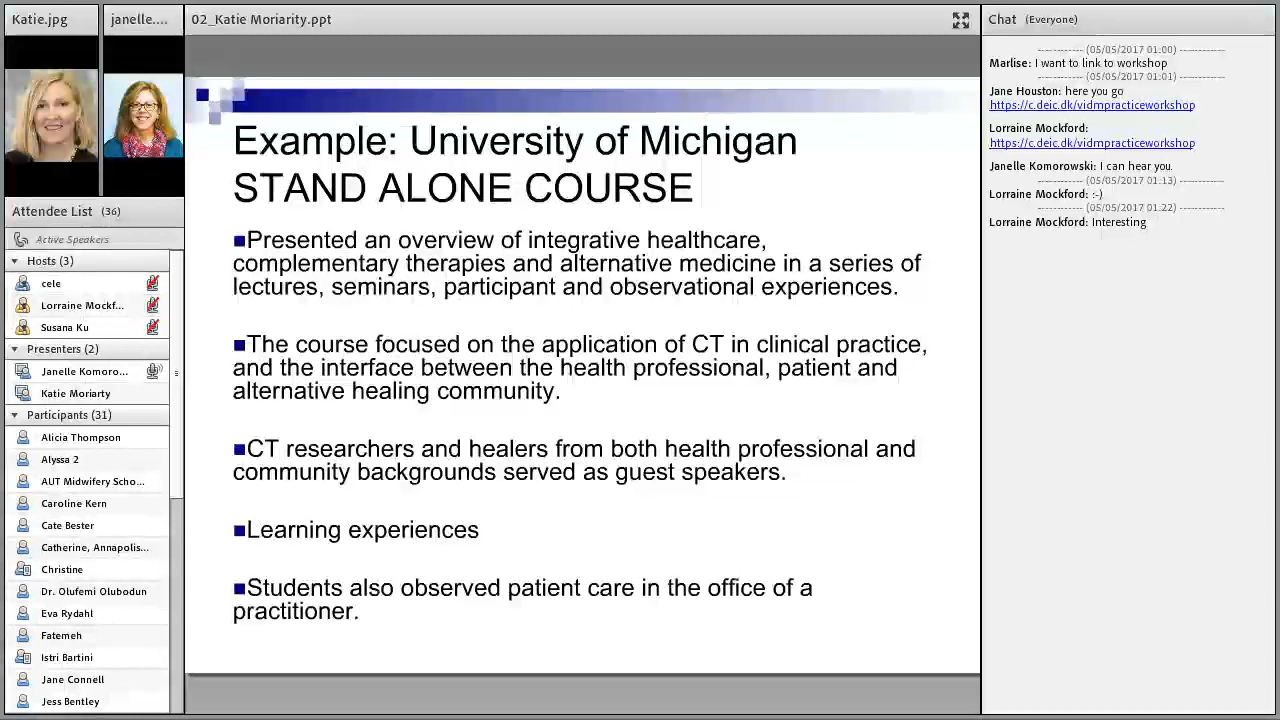 Katie.jpg
janelle....
02_Katie Moriarity.ppt
Attendee List (36)
Active Speakers
Hosts (3)
cele
Lorraine Mockf...
Susana Ku
Presenters (2)
Janelle Komoro...
Katie Moriarty
Participants (31)
Alicia Thompson
Alyssa 2
AUT Midwifery Scho...
Caroline Kern
Cate Bester
Catherine, Annapolis...
Christine
Dr. Olufemi Olubodun
Eva Rydahl
Fatemeh
Istri Bartini
Jane Connell
Jess Bentley
Example: University of Michigan
STAND ALONE COURSE
Presented an overview of integrative healthcare,
complementary therapies and alternative medicine in a series of
lectures, seminars, participant and observational experiences.
The course focused on the application of CT in clinical practice,
and the interface between the health professional, patient and
alternative healing community.
CT researchers and healers from both health professional and
community backgrounds served as guest speakers.
Learning experiences
Students also observed patient care in the office of a
practitioner.
Chat (Everyone)
------------ (05/05/2017 01:00) ------------
Marlise: I want to link to workshop
------------ (05/05/2017 01:01) ------------
Jane Houston: here you go
https://c.deic.dk/vidmpracticeworkshop
Lorraine Mockford:
https://c.deic.dk/vidmpracticeworkshop
Janelle Komorowski: I can hear you.
------------ (05/05/2017 01:13) ------------
Lorraine Mockford: :-)
------------ (05/05/2017 01:22) ------------
Lorraine Mockford: Interesting